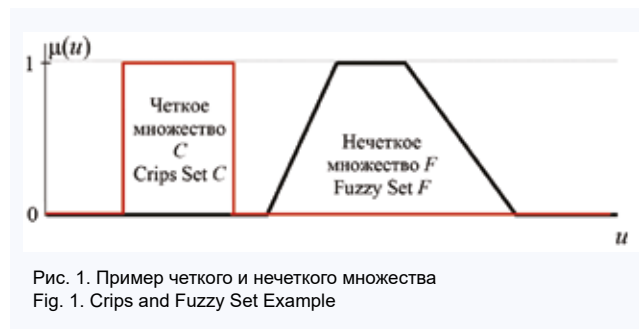 μ(u)
1
Четкое
множество
C
Crips Set C
Нечеткое
множество F
Fuzzy Set F
0
u
Рис. 1. Пример четкого и нечеткого множества
Fig. 1. Crips and Fuzzy Set Example